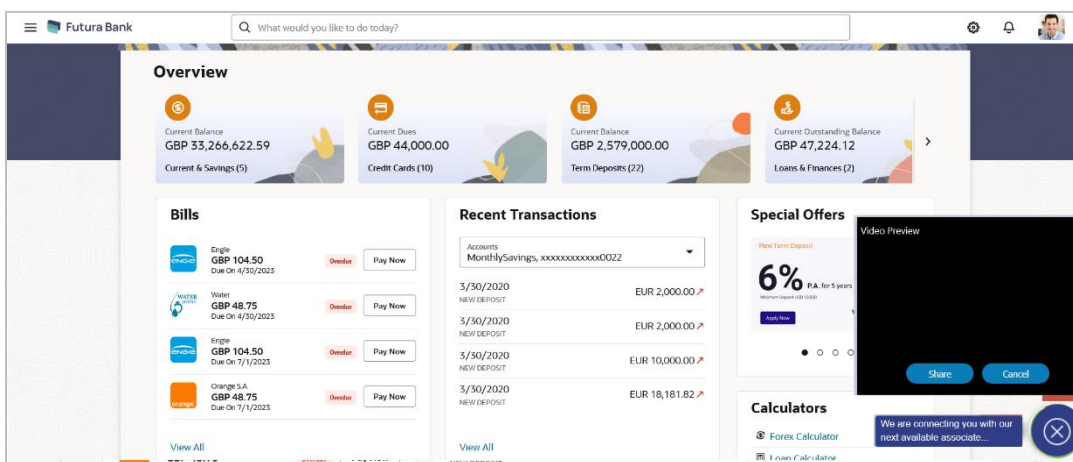 Futura Bank
What would you like to do today?
Overview
Current Balance
GBP 33,266,622.59
Current & Savings (5)
Current Dues
GBP 44,000.00
Credit Cards (10)
Current Balance
GBP 2,579,000.00
Term Deposits (22)
Current Outstanding Balance
GBP 47,224.12
Loans & Finances (2)
Bills
ENGIE
Engie
GBP 104.50
Due On 4/30/2023
Overdue
Pay Now
WATER
Water
GBP 48.75
Due On 4/30/2023
Overdue
Pay Now
ENGIE
Engie
GBP 104.50
Due On 7/1/2023
Overdue
Pay Now
orange
Orange S.A
GBP 48.75
Due On 7/1/2023
Overdue
Pay Now
View All
Recent Transactions
Accounts
MonthlySavings, xxxxxxxxxxxx0022
3/30/2020
NEW DEPOSIT
EUR 2,000.00
3/30/2020
NEW DEPOSIT
EUR 2,000.00
3/30/2020
NEW DEPOSIT
EUR 10,000.00
3/30/2020
NEW DEPOSIT
EUR 18,181.82
View All
Special Offers
Flexi Term Deposit
6% P.A. for 5 years
Minimum Deposit USD 10,000
Apply Now
Video Preview
Share
Cancel
Calculators
Forex Calculator
Loan Calculator
We are connecting you with our
next available associate...